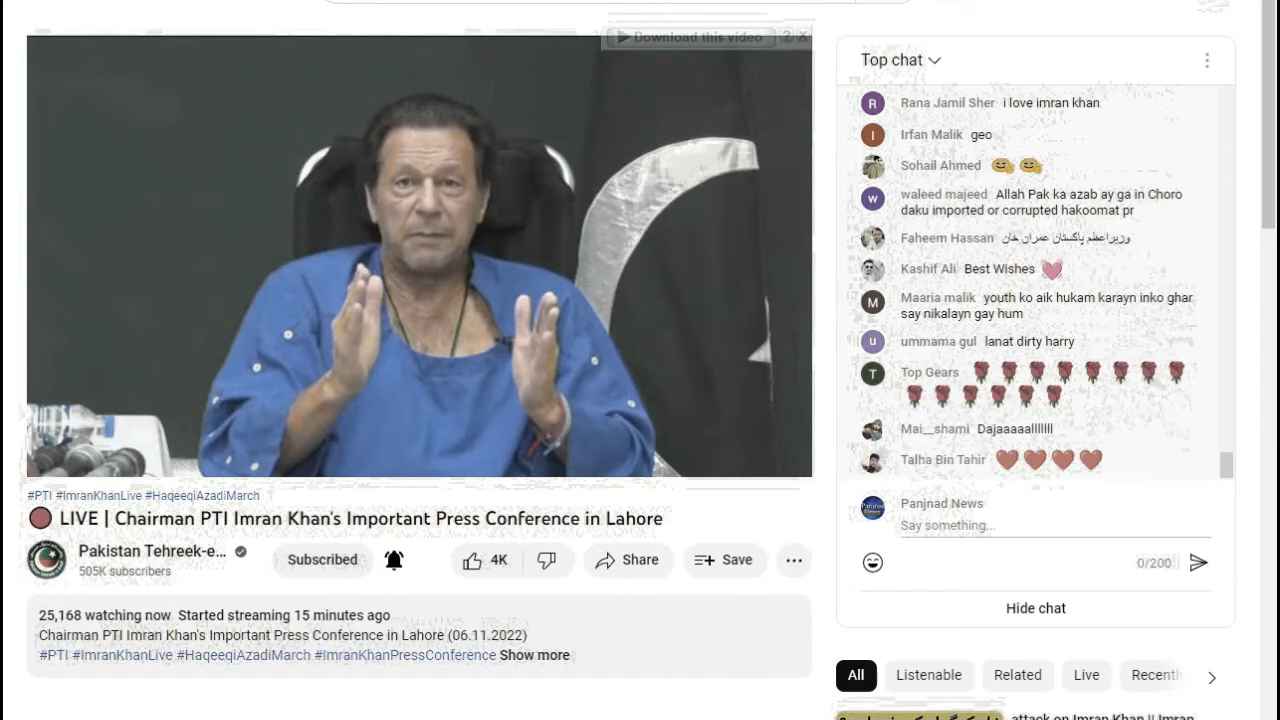 Download this video ? X
#PTI #ImranKhanLive #HaqeeqiAzadiMarch
LIVE | Chairman PTI Imran Khan's Important Press Conference in Lahore
Pakistan Tehreek-e...
505K subscribers
Subscribed
4K
Share
Save
25,168 watching now Started streaming 15 minutes ago
Chairman PTI Imran Khan's Important Press Conference in Lahore (06.11.2022)
#PTI #ImranKhanLive #HaqeeqiAzadiMarch #ImranKhanPressConference Show more
Top chat
R Rana Jamil Sher i love imran khan
I Irfan Malik geo
Sohail Ahmed
w waleed majeed Allah Pak ka azab ay ga in Choro
daku imported or corrupted hakoomat pr
Faheem Hassan وزیراعظم پاکستان عمران خان
Kashif Ali Best Wishes
M Maaria malik youth ko aik hukam karayn inko ghar
say nikalayn gay hum
u ummama gul lanat dirty harry
T Top Gears 🌹🌹🌹🌹🌹🌹🌹🌹
🌹🌹🌹🌹🌹🌹
Mai__shami Dajaaaaalllllll
Talha Bin Tahir
Panjnad News
Say something...
0/200
Hide chat
All Listenable Related Live Recently
attack on Imran Khan || Imran